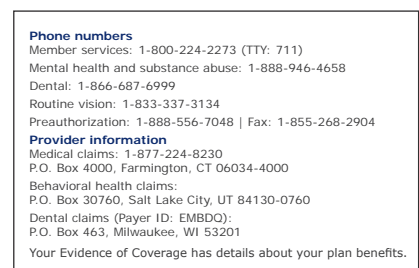 Phone numbers
Member services: 1-800-224-2273 (TTY: 711)
Mental health and substance abuse: 1-888-946-4658
Dental: 1-866-687-6999
Routine vision: 1-833-337-3134
Preauthorization: 1-888-556-7048 | Fax: 1-855-268-2904
Provider information
Medical claims: 1-877-224-8230
P.O. Box 4000, Farmington, CT 06034-4000
Behavioral health claims:
P.O. Box 30760, Salt Lake City, UT 84130-0760
Dental claims (Payer ID: EMBDQ):
P.O. Box 463, Milwaukee, WI 53201
Your Evidence of Coverage has details about your plan benefits.